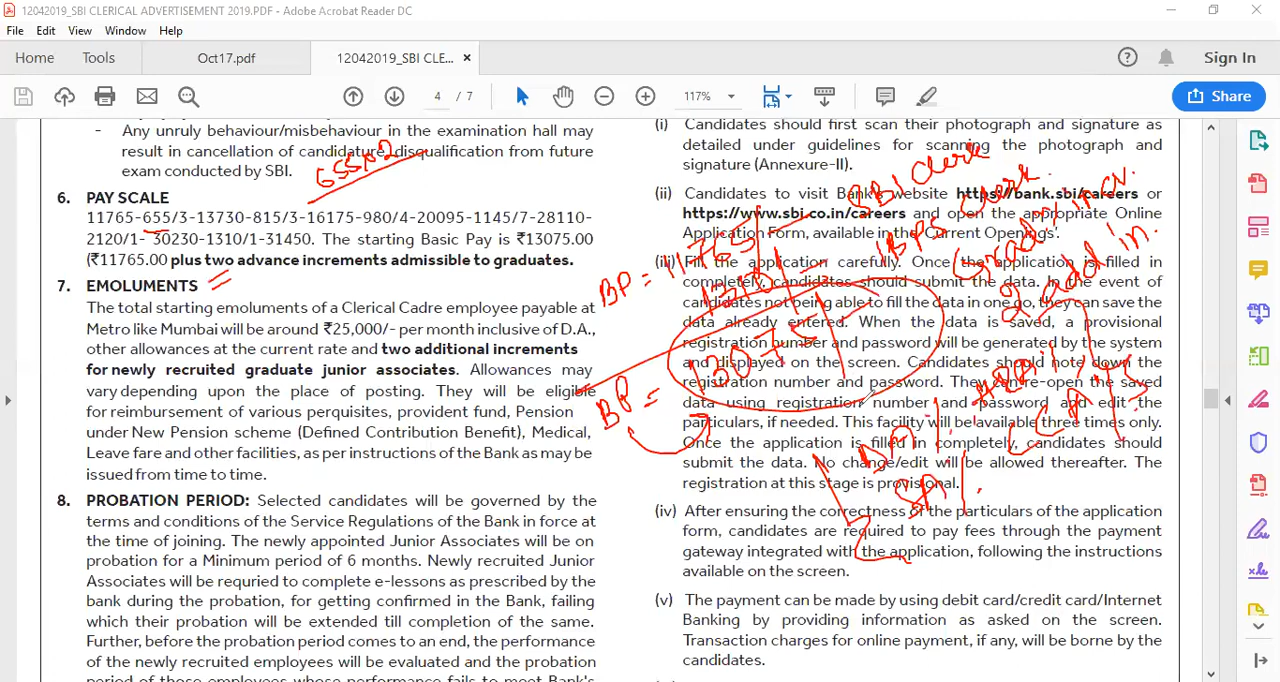 12042019_SBI CLERICAL ADVERTISEMENT 2019.PDF - Adobe Acrobat Reader DC
File Edit View Window Help
Home Tools Oct17.pdf 12042019_SBI CLE... × Sign In
4 / 7 117% Share
- Any unruly behaviour/misbehaviour in the examination hall may
result in cancellation of candidature/disqualification from future
exam conducted by SBI.
655×2
6. PAY SCALE
11765-655/3-13730-815/3-16175-980/4-20095-1145/7-28110-
2120/1- 30230-1310/1-31450. The starting Basic Pay is ₹13075.00
(₹11765.00 plus two advance increments admissible to graduates.
7. EMOLUMENTS
The total starting emoluments of a Clerical Cadre employee payable at
Metro like Mumbai will be around ₹25,000/- per month inclusive of D.A.,
other allowances at the current rate and two additional increments
for newly recruited graduate junior associates. Allowances may
vary depending upon the place of posting. They will be eligible
for reimbursement of various perquisites, provident fund, Pension
under New Pension scheme (Defined Contribution Benefit), Medical,
Leave fare and other facilities, as per instructions of the Bank as may be
issued from time to time.
8. PROBATION PERIOD: Selected candidates will be governed by the
terms and conditions of the Service Regulations of the Bank in force at
the time of joining. The newly appointed Junior Associates will be on
probation for a Minimum period of 6 months. Newly recruited Junior
Associates will be requried to complete e-lessons as prescribed by the
bank during the probation, for getting confirmed in the Bank, failing
which their probation will be extended till completion of the same.
Further, before the probation period comes to an end, the performance
of the newly recruited employees will be evaluated and the probation
period of those employees whose performance fails to meet Bank's
(i) Candidates should first scan their photograph and signature as
detailed under guidelines for scanning the photograph and
signature (Annexure-II).
(ii) Candidates to visit Bank's website https://bank.sbi/careers or
https://www.sbi.co.in/careers and open the appropriate Online
Application Form, available in the 'Current Openings'.
(iii) Fill the application carefully. Once the application is filled in
completely, candidates should submit the data. In the event of
candidates not being able to fill the data in one go, they can save the
data already entered. When the data is saved, a provisional
registration number and password will be generated by the system
and displayed on the screen. Candidates should note down the
registration number and password. They can re-open the saved
data using registration number and password and edit the
particulars, if needed. This facility will be available three times only.
Once the application is filled in completely, candidates should
submit the data. No change/edit will be allowed thereafter. The
registration at this stage is provisional.
(iv) After ensuring the correctness of the particulars of the application
form, candidates are required to pay fees through the payment
gateway integrated with the application, following the instructions
available on the screen.
(v) The payment can be made by using debit card/credit card/Internet
Banking by providing information as asked on the screen.
Transaction charges for online payment, if any, will be borne by the
candidates.
BP = 11765/- SBI Clerk
IBPS Clerk
2 add in.
BP = 13075/-
DA
SA
CCA